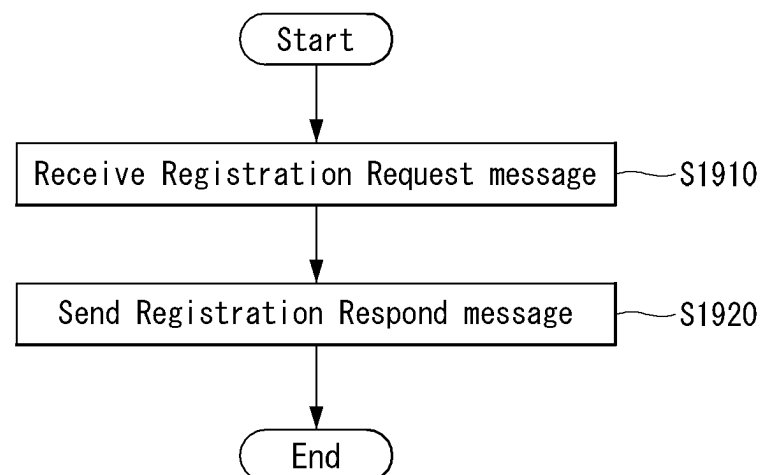 Start
Receive Registration Request message
S1910
Send Registration Respond message
S1920
End